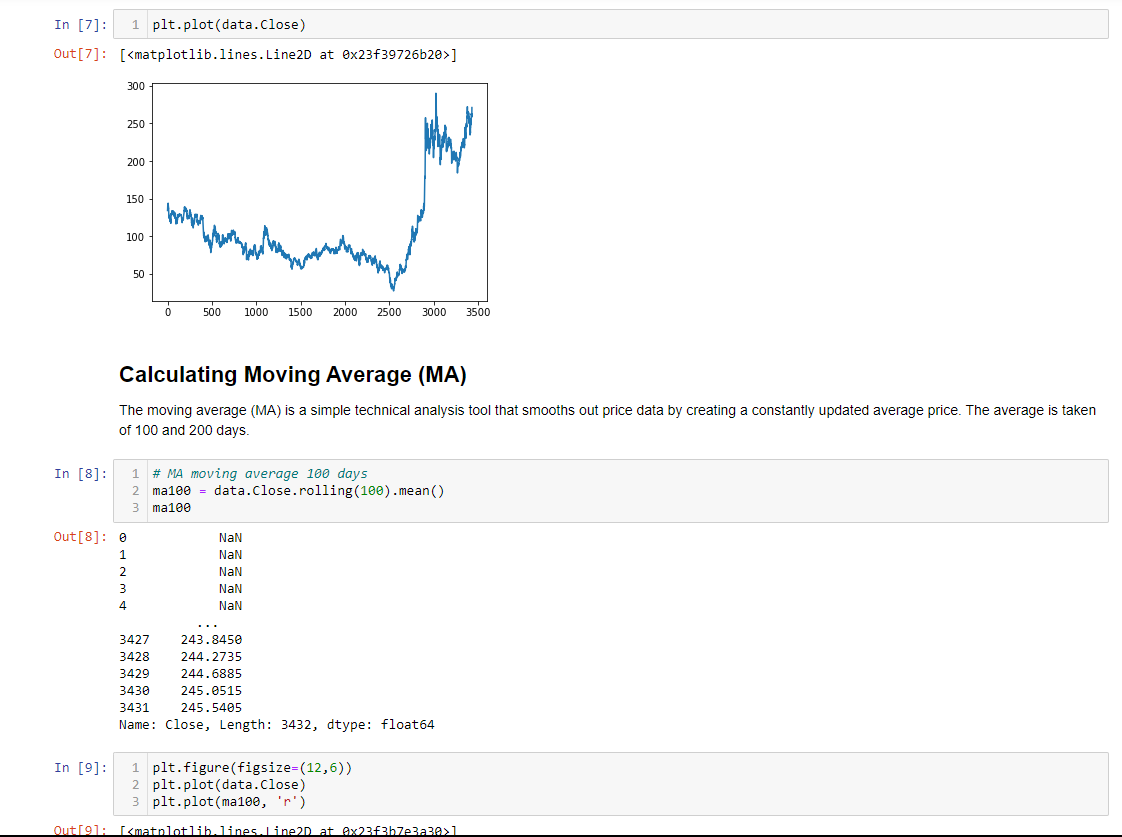 In [7]: 1 plt.plot(data.Close)
Out[7]: [<matplotlib.lines.Line2D at 0x23f39726b20>]
300
250
200
150
100
50
0 500 1000 1500 2000 2500 3000 3500
Calculating Moving Average (MA)
The moving average (MA) is a simple technical analysis tool that smooths out price data by creating a constantly updated average price. The average is taken
of 100 and 200 days.
In [8]: 1 # MA moving average 100 days
2 ma100 = data.Close.rolling(100).mean()
3 ma100
Out[8]: 0 NaN
1 NaN
2 NaN
3 NaN
4 NaN
...
3427 243.8450
3428 244.2735
3429 244.6885
3430 245.0515
3431 245.5405
Name: Close, Length: 3432, dtype: float64
In [9]: 1 plt.figure(figsize=(12,6))
2 plt.plot(data.Close)
3 plt.plot(ma100, 'r')
Out[9]: [<matplotlib.lines.Line2D at 0x23f3b7e3a30>]